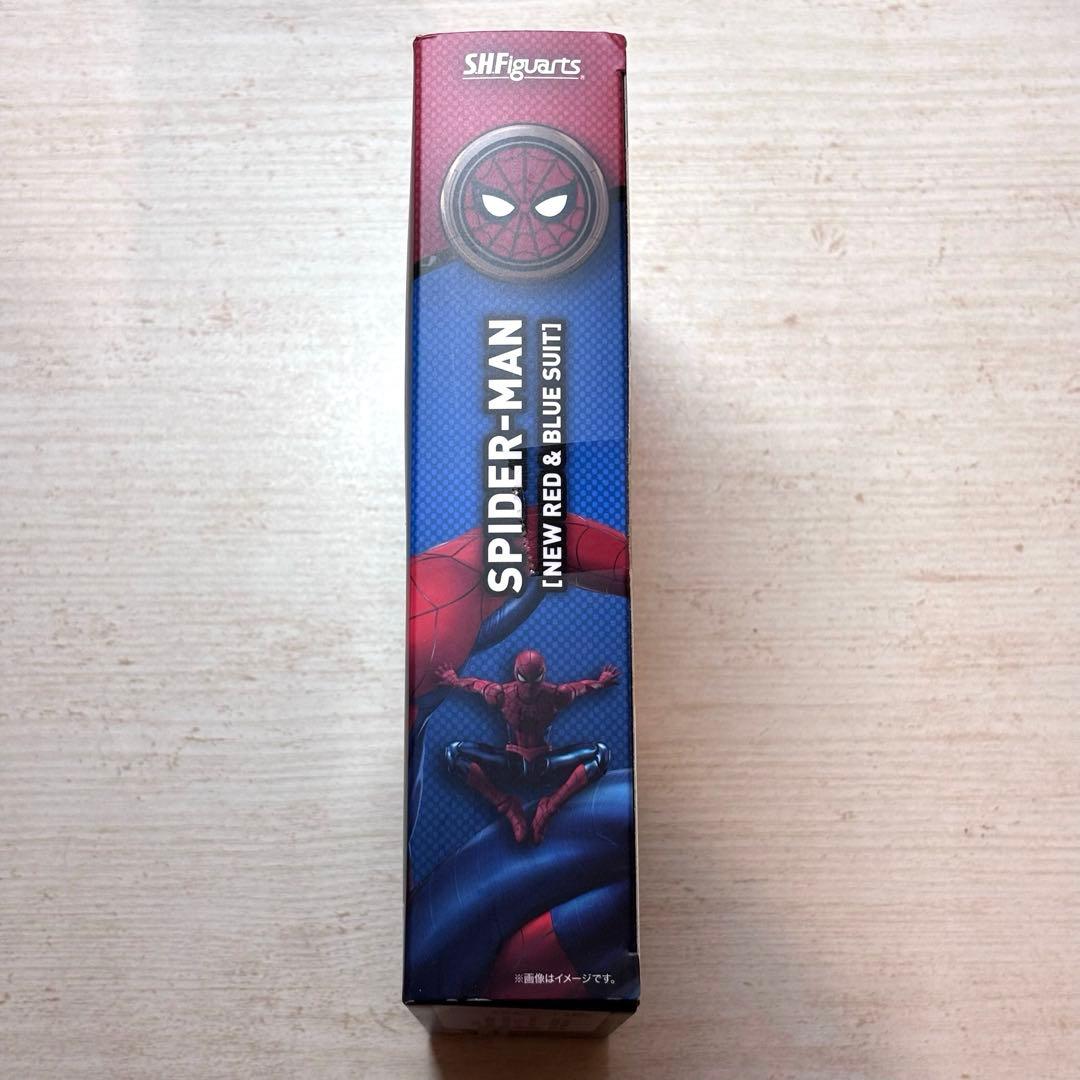 S.H.Figuarts
SPIDER-MAN
[NEW RED & BLUE SUIT]
※画像はイメージです。